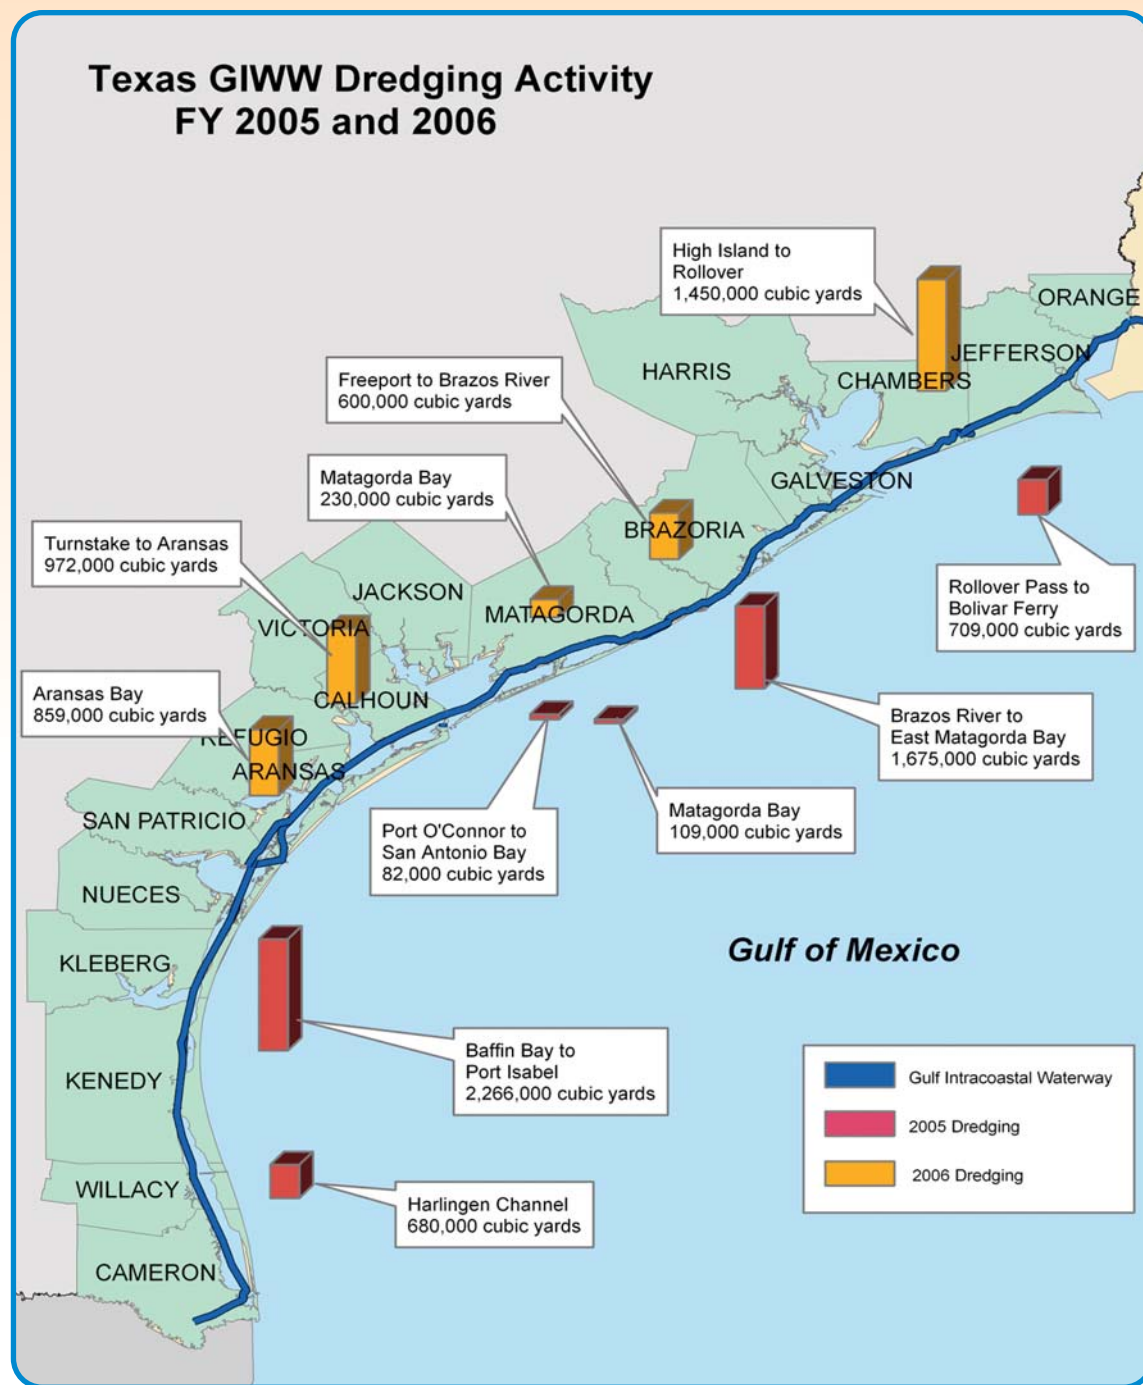 Texas GIWW Dredging Activity
FY 2005 and 2006
High Island to
Rollover
1,450,000 cubic yards
ORANGE
JEFFERSON
HARRIS
CHAMBERS
Freeport to Brazos River
600,000 cubic yards
GALVESTON
Matagorda Bay
230,000 cubic yards
BRAZORIA
Turnstake to Aransas
972,000 cubic yards
JACKSON
MATAGORDA
VICTORIA
Rollover Pass to
Bolivar Ferry
709,000 cubic yards
CALHOUN
Aransas Bay
859,000 cubic yards
REFUGIO
ARANSAS
Brazos River to
East Matagorda Bay
1,675,000 cubic yards
SAN PATRICIO
Port O'Connor to
San Antonio Bay
82,000 cubic yards
Matagorda Bay
109,000 cubic yards
NUECES
Gulf of Mexico
KLEBERG
Baffin Bay to
Port Isabel
2,266,000 cubic yards
KENEDY
Gulf Intracoastal Waterway
2005 Dredging
2006 Dredging
WILLACY
Harlingen Channel
680,000 cubic yards
CAMERON